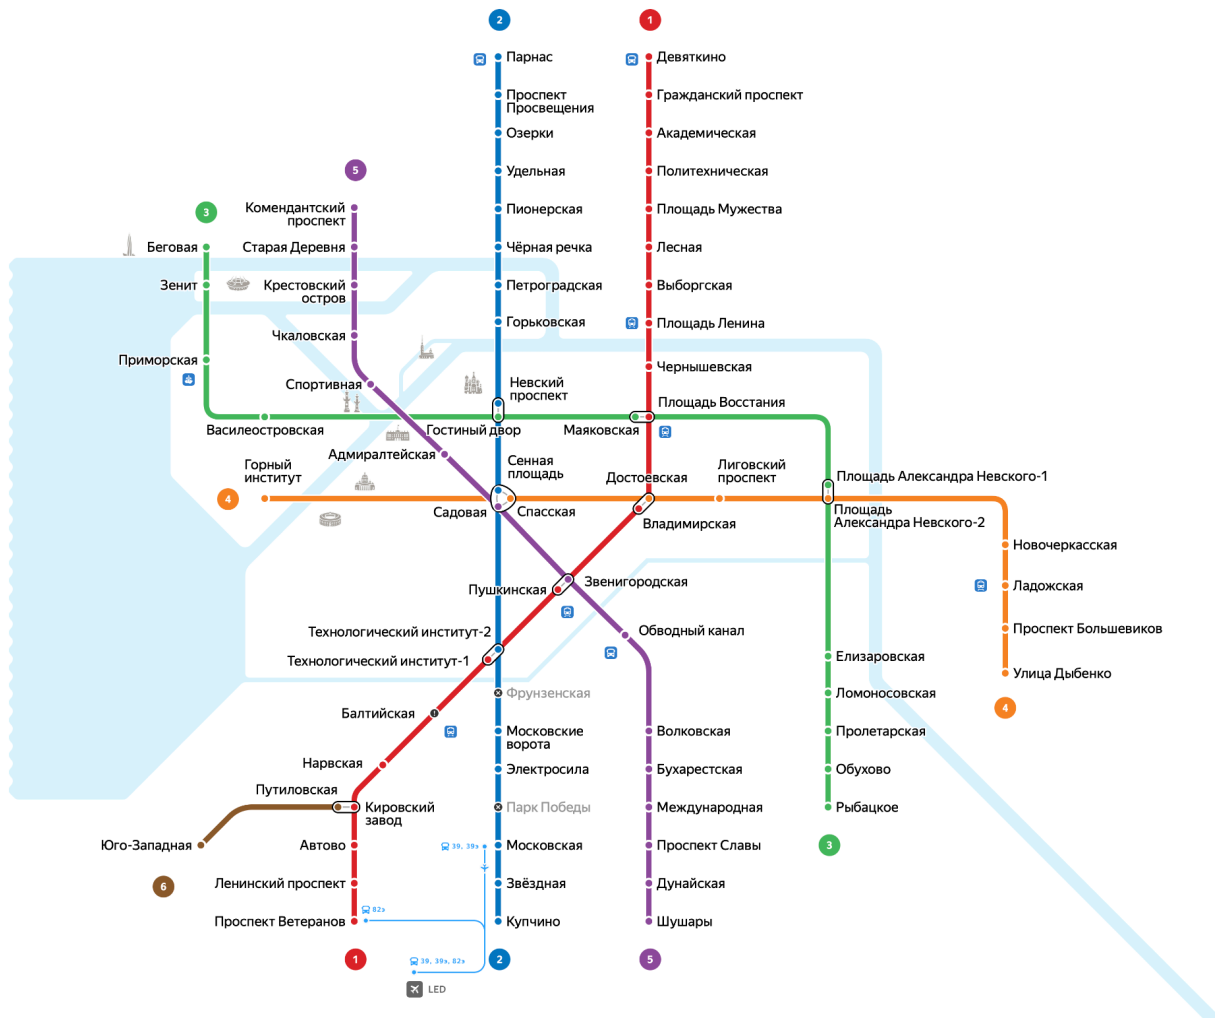 2
1
Парнас
Девяткино
Проспект
Просвещения
Гражданский проспект
Озерки
Академическая
5
Удельная
Политехническая
3
Комендантский
проспект
Пионерская
Площадь Мужества
Беговая
Старая Деревня
Чёрная речка
Лесная
Зенит
Крестовский
остров
Петроградская
Выборгская
Чкаловская
Горьковская
Площадь Ленина
Приморская
Спортивная
Чернышевская
Невский
проспект
Площадь Восстания
Василеостровская
Гостиный двор
Маяковская
Адмиралтейская
Горный
институт
Сенная
площадь
Достоевская
Лиговский
проспект
Площадь Александра Невского-1
4
Садовая
Спасская
Владимирская
Площадь
Александра Невского-2
Новочеркасская
Пушкинская
Звенигородская
Ладожская
Технологический институт-2
Обводный канал
Проспект Большевиков
Технологический институт-1
Елизаровская
Улица Дыбенко
Фрунзенская
Ломоносовская
4
Балтийская
Московские
ворота
Волковская
Пролетарская
Нарвская
Электросила
Бухарестская
Обухово
Путиловская
Кировский
завод
Парк Победы
Международная
Рыбацкое
Юго-Западная
Автово
39, 39э
Московская
Проспект Славы
3
6
Ленинский проспект
Звёздная
Дунайская
82э
Проспект Ветеранов
Купчино
Шушары
1
39, 39э, 82э
2
5
LED